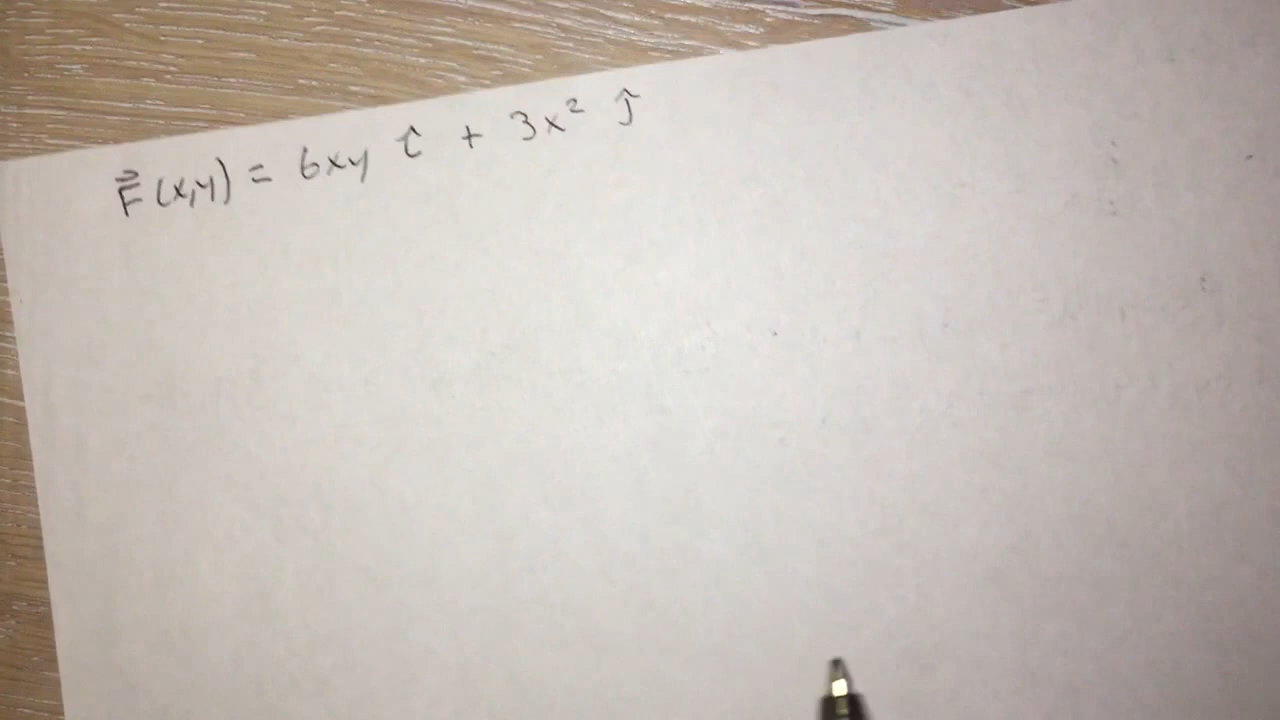 F⃗(x,y) = 6xy î + 3x² ĵ